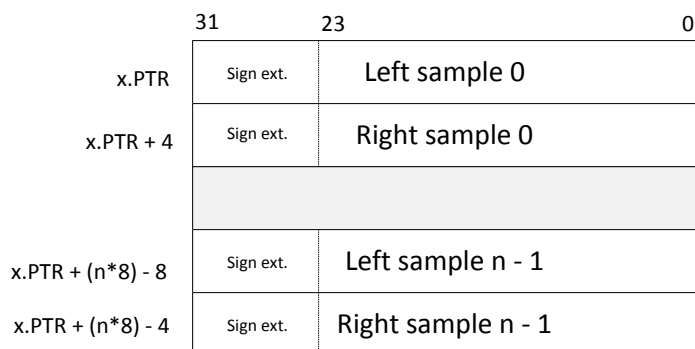 31 23 0
x.PTR Sign ext. Left sample 0
x.PTR + 4 Sign ext. Right sample 0
x.PTR + (n*8) - 8 Sign ext. Left sample n - 1
x.PTR + (n*8) - 4 Sign ext. Right sample n - 1